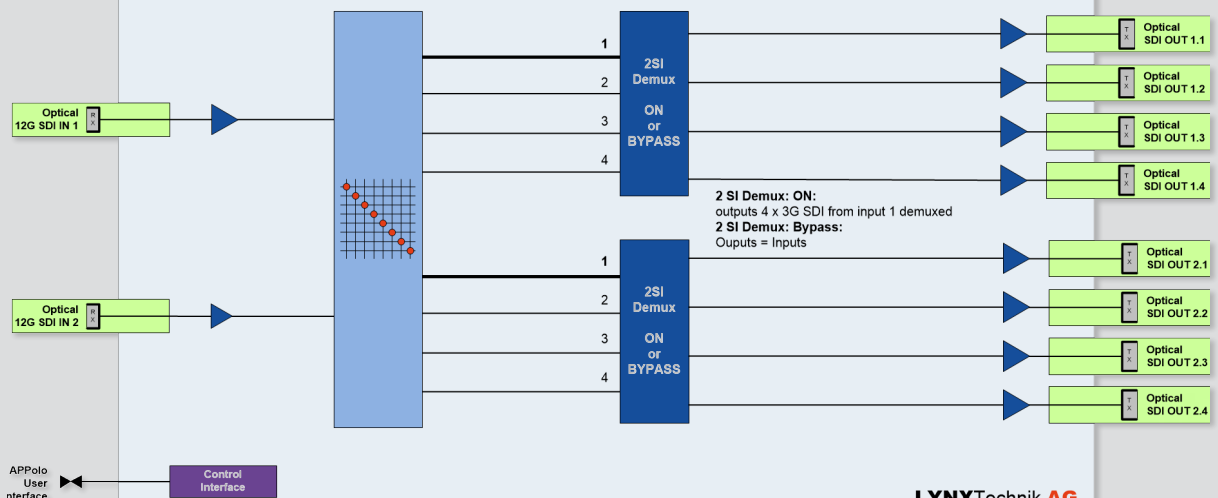 Optical
12G SDI IN 1
R
X
Optical
12G SDI IN 2
R
X
1
2
3
4
2SI
Demux
ON
or
BYPASS
T
X
Optical
SDI OUT 1.1
T
X
Optical
SDI OUT 1.2
T
X
Optical
SDI OUT 1.3
T
X
Optical
SDI OUT 1.4
2 SI Demux: ON:
outputs 4 x 3G SDI from input 1 demuxed
2 SI Demux: Bypass:
Ouputs = Inputs
1
2
3
4
2SI
Demux
ON
or
BYPASS
T
X
Optical
SDI OUT 2.1
T
X
Optical
SDI OUT 2.2
T
X
Optical
SDI OUT 2.3
T
X
Optical
SDI OUT 2.4
APPolo
User
nterface
Control
Interface
LYNXTechnik AG